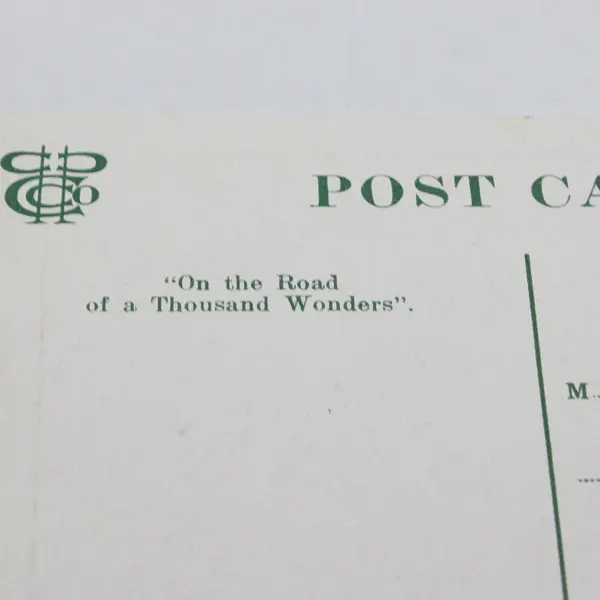 POST CA
"On the Road
of a Thousand Wonders".
M